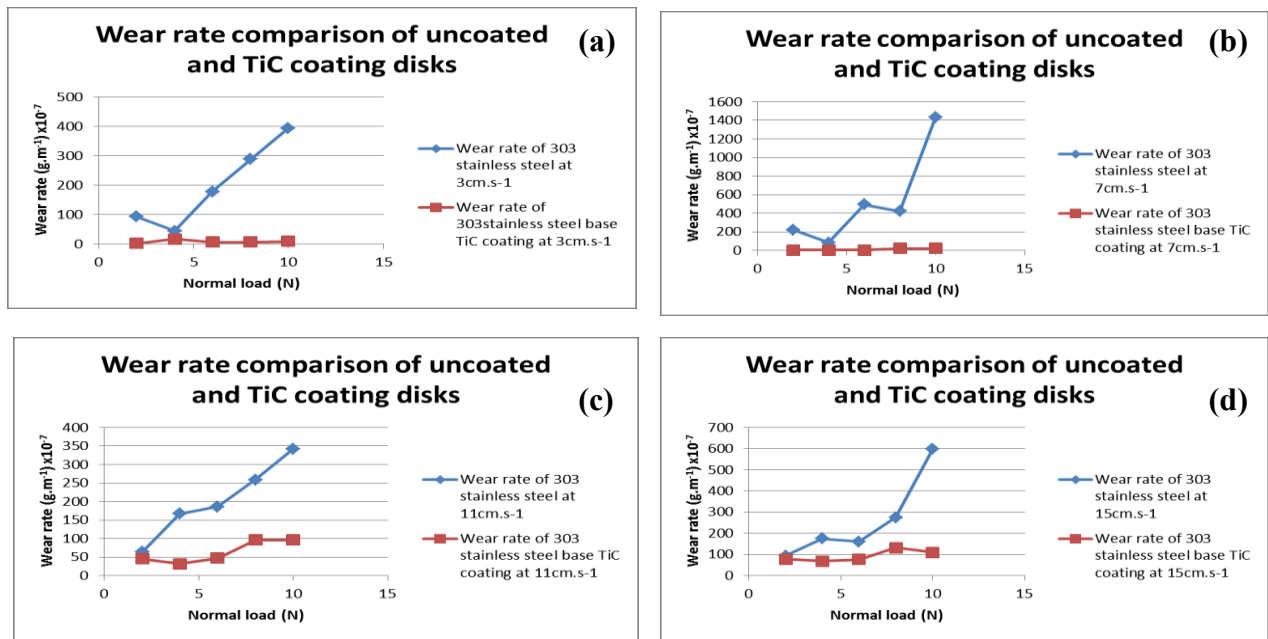 Wear rate comparison of uncoated
and TiC coating disks
(a)
Wear rate (g.m⁻¹) x10⁻⁷
500
400
300
200
100
0
0
5
10
15
Normal load (N)
Wear rate of 303
stainless steel at
3cm.s-1
Wear rate of
303stainless steel base
TiC coating at 3cm.s-1
Wear rate comparison of uncoated
and TiC coating disks
(b)
Wear rate (g.m⁻¹) x10⁻⁷
1600
1400
1200
1000
800
600
400
200
0
0
5
10
15
Normal load (N)
Wear rate of 303
stainless steel at
7cm.s-1
Wear rate of 303
stainless steel base TiC
coating at 7cm.s-1
Wear rate comparison of uncoated
and TiC coating disks
(c)
Wear rate (g.m⁻¹) x10⁻⁷
400
350
300
250
200
150
100
50
0
0
5
10
15
Normal load (N)
Wear rate of 303
stainless steel at
11cm.s-1
Wear rate of 303
stainless steel base TiC
coating at 11cm.s-1
Wear rate comparison of uncoated
and TiC coating disks
(d)
Wear rate (g.m⁻¹) x10⁻⁷
700
600
500
400
300
200
100
0
0
5
10
15
Normal load (N)
Wear rate of 303
stainless steel at
15cm.s-1
Wear rate of 303
stainless steel base TiC
coating at 15cm.s-1